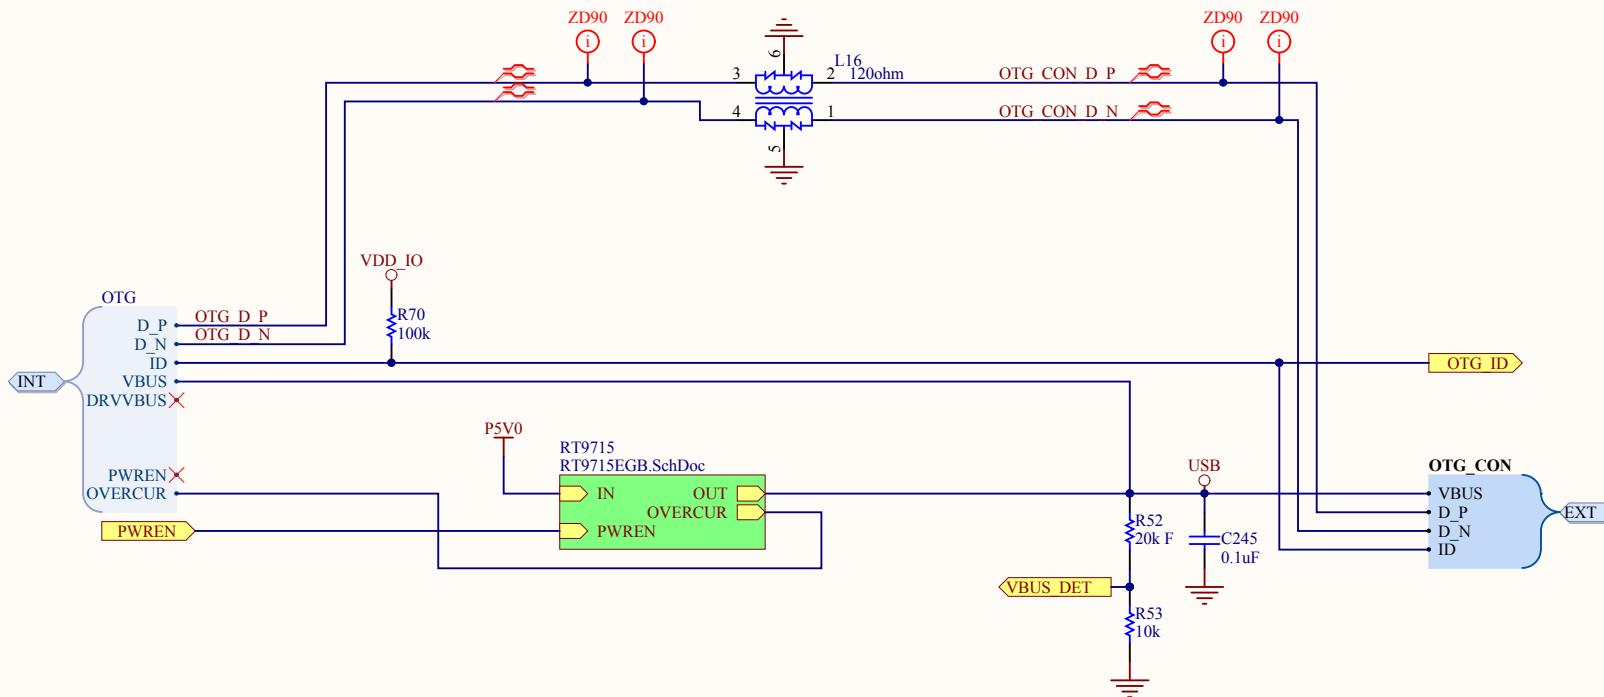 ZD90 ZD90 ZD90 ZD90
i i i i
6
L16
3 2 120ohm OTG_CON_D_P
4 1 OTG_CON_D_N
5
VDD_IO
OTG
R70
100k
D_P OTG_D_P
D_N OTG_D_N
ID OTG_ID
INT VBUS
DRVVBUS
P5V0
RT9715
RT9715EGB.SchDoc
USB OTG_CON
PWREN
OVERCUR IN OUT VBUS
OVERCUR D_P EXT
PWREN PWREN D_N
R52
20k F
C245
0.1uF
ID
VBUS_DET
R53
10k